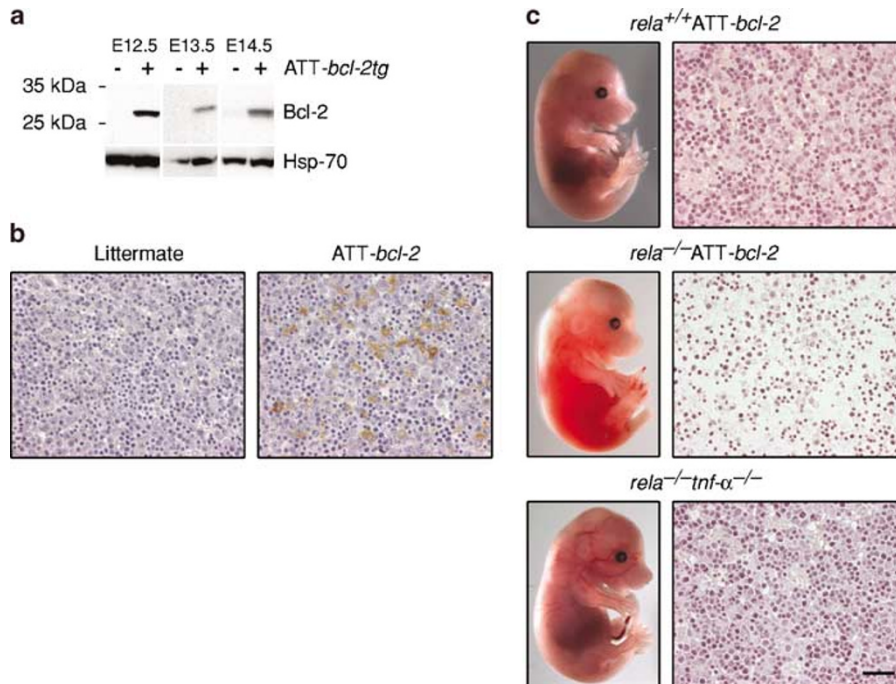 a
E12.5 E13.5 E14.5
- + - + - + ATT-bcl-2tg
35 kDa -
25 kDa -
Bcl-2
Hsp-70
b
Littermate
ATT-bcl-2
c
rela+/+ATT-bcl-2
rela−/−ATT-bcl-2
rela−/−tnf-α−/−